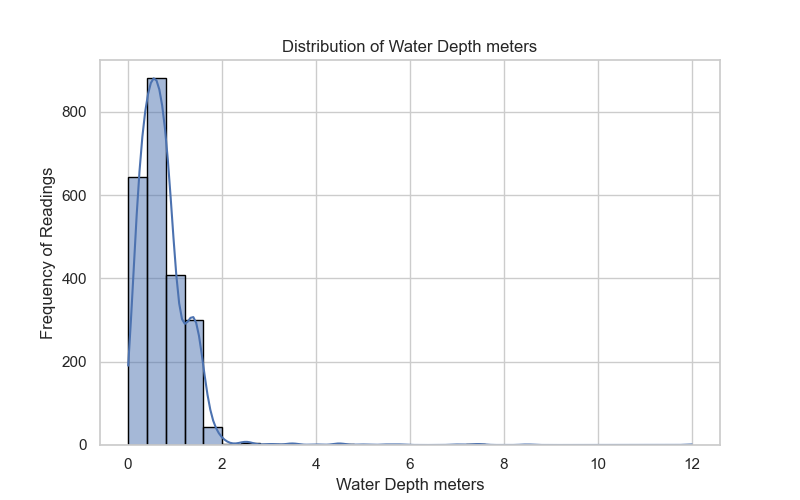 Distribution of Water Depth meters
Frequency of Readings
800
600
400
200
0
0 2 4 6 8 10 12
Water Depth meters